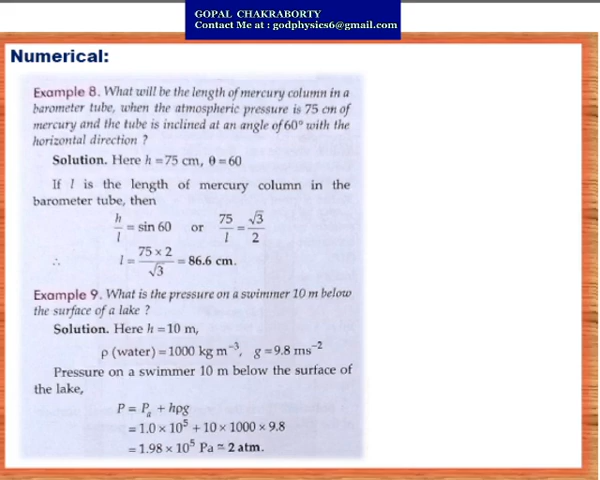 GOPAL CHAKRABORTY
Contact Me at : godphysics6@gmail.com
Numerical:
Example 8. What will be the length of mercury column in a
barometer tube, when the atmospheric pressure is 75 cm of
mercury and the tube is inclined at an angle of 60° with the
horizontal direction ?
Solution. Here h = 75 cm, θ = 60
If l is the length of mercury column in the
barometer tube, then
h/l = sin 60 or 75/l = √3/2
∴ l = 75 × 2/√3 = 86.6 cm.
Example 9. What is the pressure on a swimmer 10 m below
the surface of a lake ?
Solution. Here h = 10 m,
ρ (water) = 1000 kg m⁻³, g = 9.8 ms⁻²
Pressure on a swimmer 10 m below the surface of
the lake,
P = Pₐ + hρg
= 1.0 × 10⁵ + 10 × 1000 × 9.8
= 1.98 × 10⁵ Pa ≃ 2 atm.